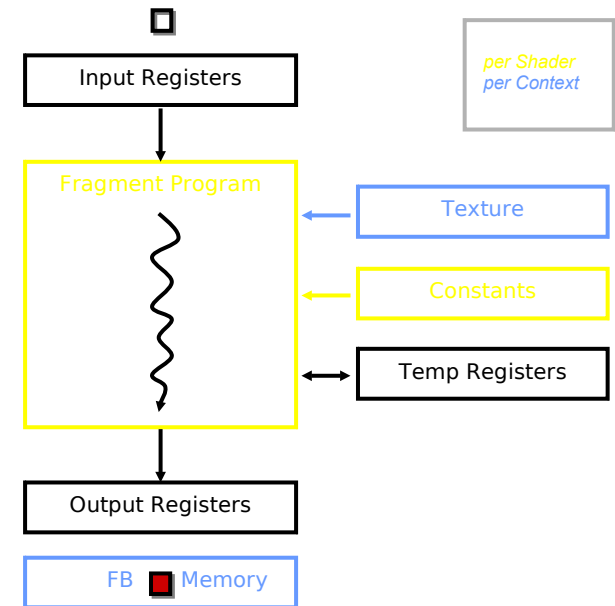 Input Registers
per Shader
per Context
Fragment Program
Texture
Constants
Temp Registers
Output Registers
FB Memory